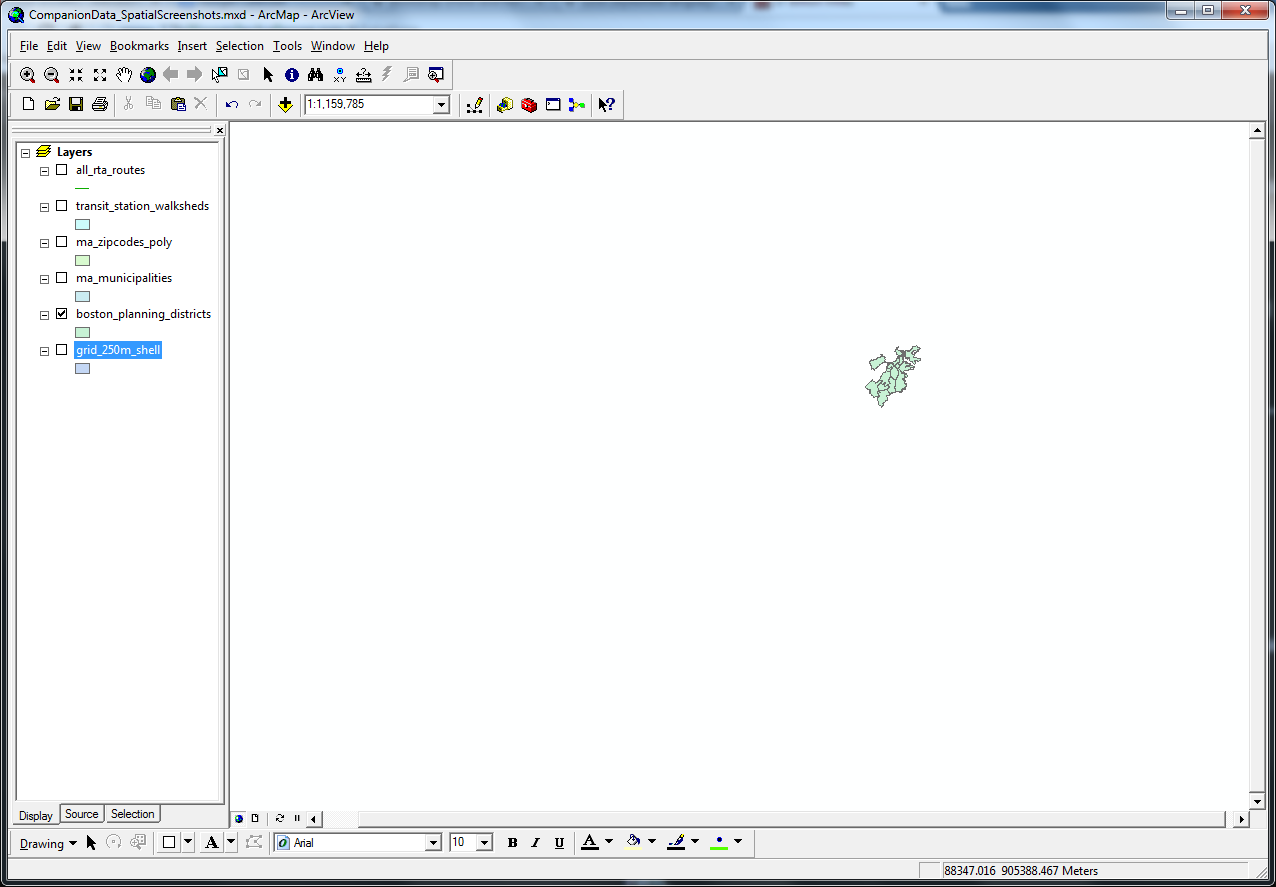 CompanionData_SpatialScreenshots.mxd - ArcMap - ArcView
File Edit View Bookmarks Insert Selection Tools Window Help
1:1,159,785
Layers
all_rta_routes
transit_station_walksheds
ma_zipcodes_poly
ma_municipalities
boston_planning_districts
grid_250m_shell
Display Source Selection
Drawing A Arial 10 B I U A
88347.016 905388.467 Meters